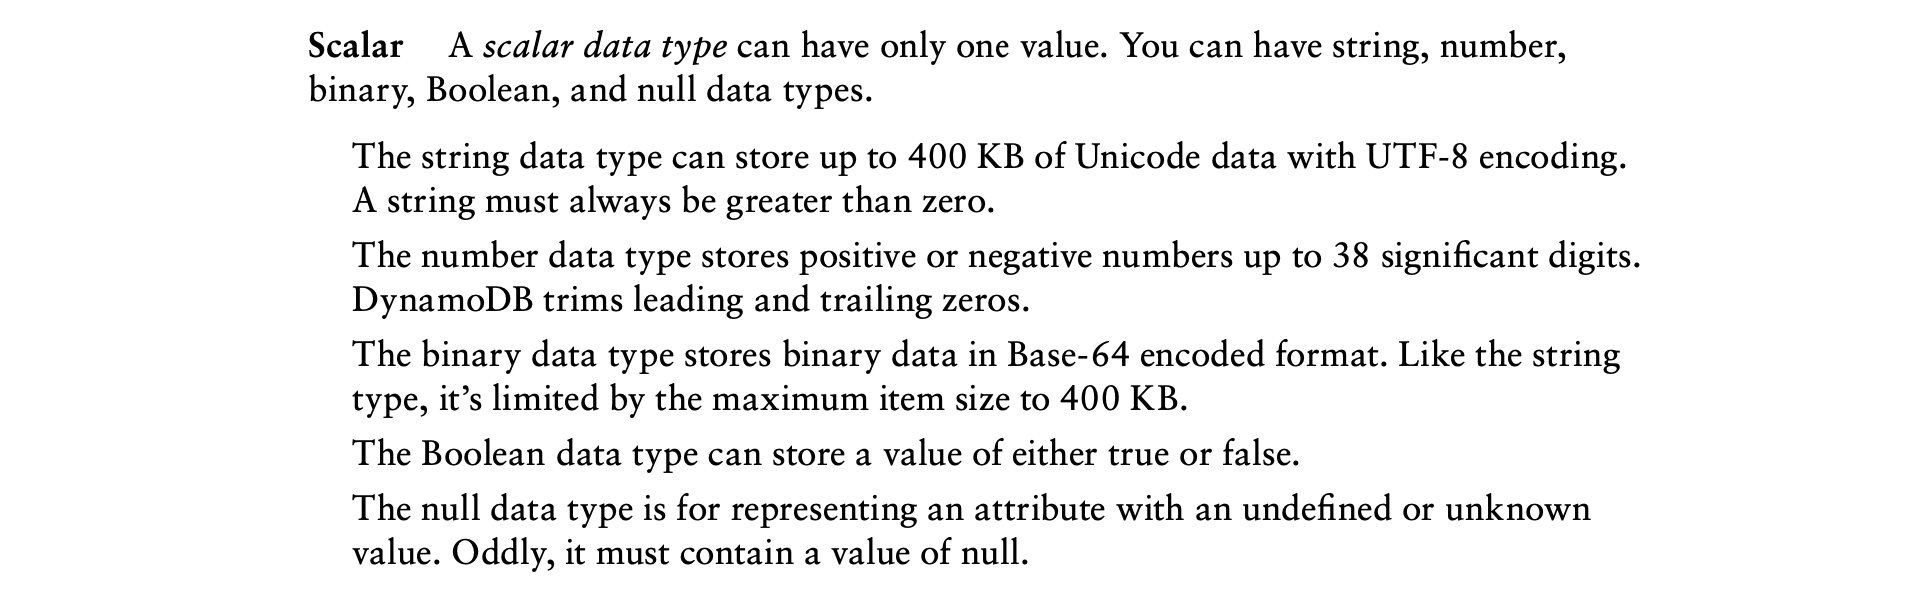 Scalar A scalar data type can have only one value. You can have string, number,
binary, Boolean, and null data types.
The string data type can store up to 400 KB of Unicode data with UTF-8 encoding.
A string must always be greater than zero.
The number data type stores positive or negative numbers up to 38 significant digits.
DynamoDB trims leading and trailing zeros.
The binary data type stores binary data in Base-64 encoded format. Like the string
type, it’s limited by the maximum item size to 400 KB.
The Boolean data type can store a value of either true or false.
The null data type is for representing an attribute with an undefined or unknown
value. Oddly, it must contain a value of null.